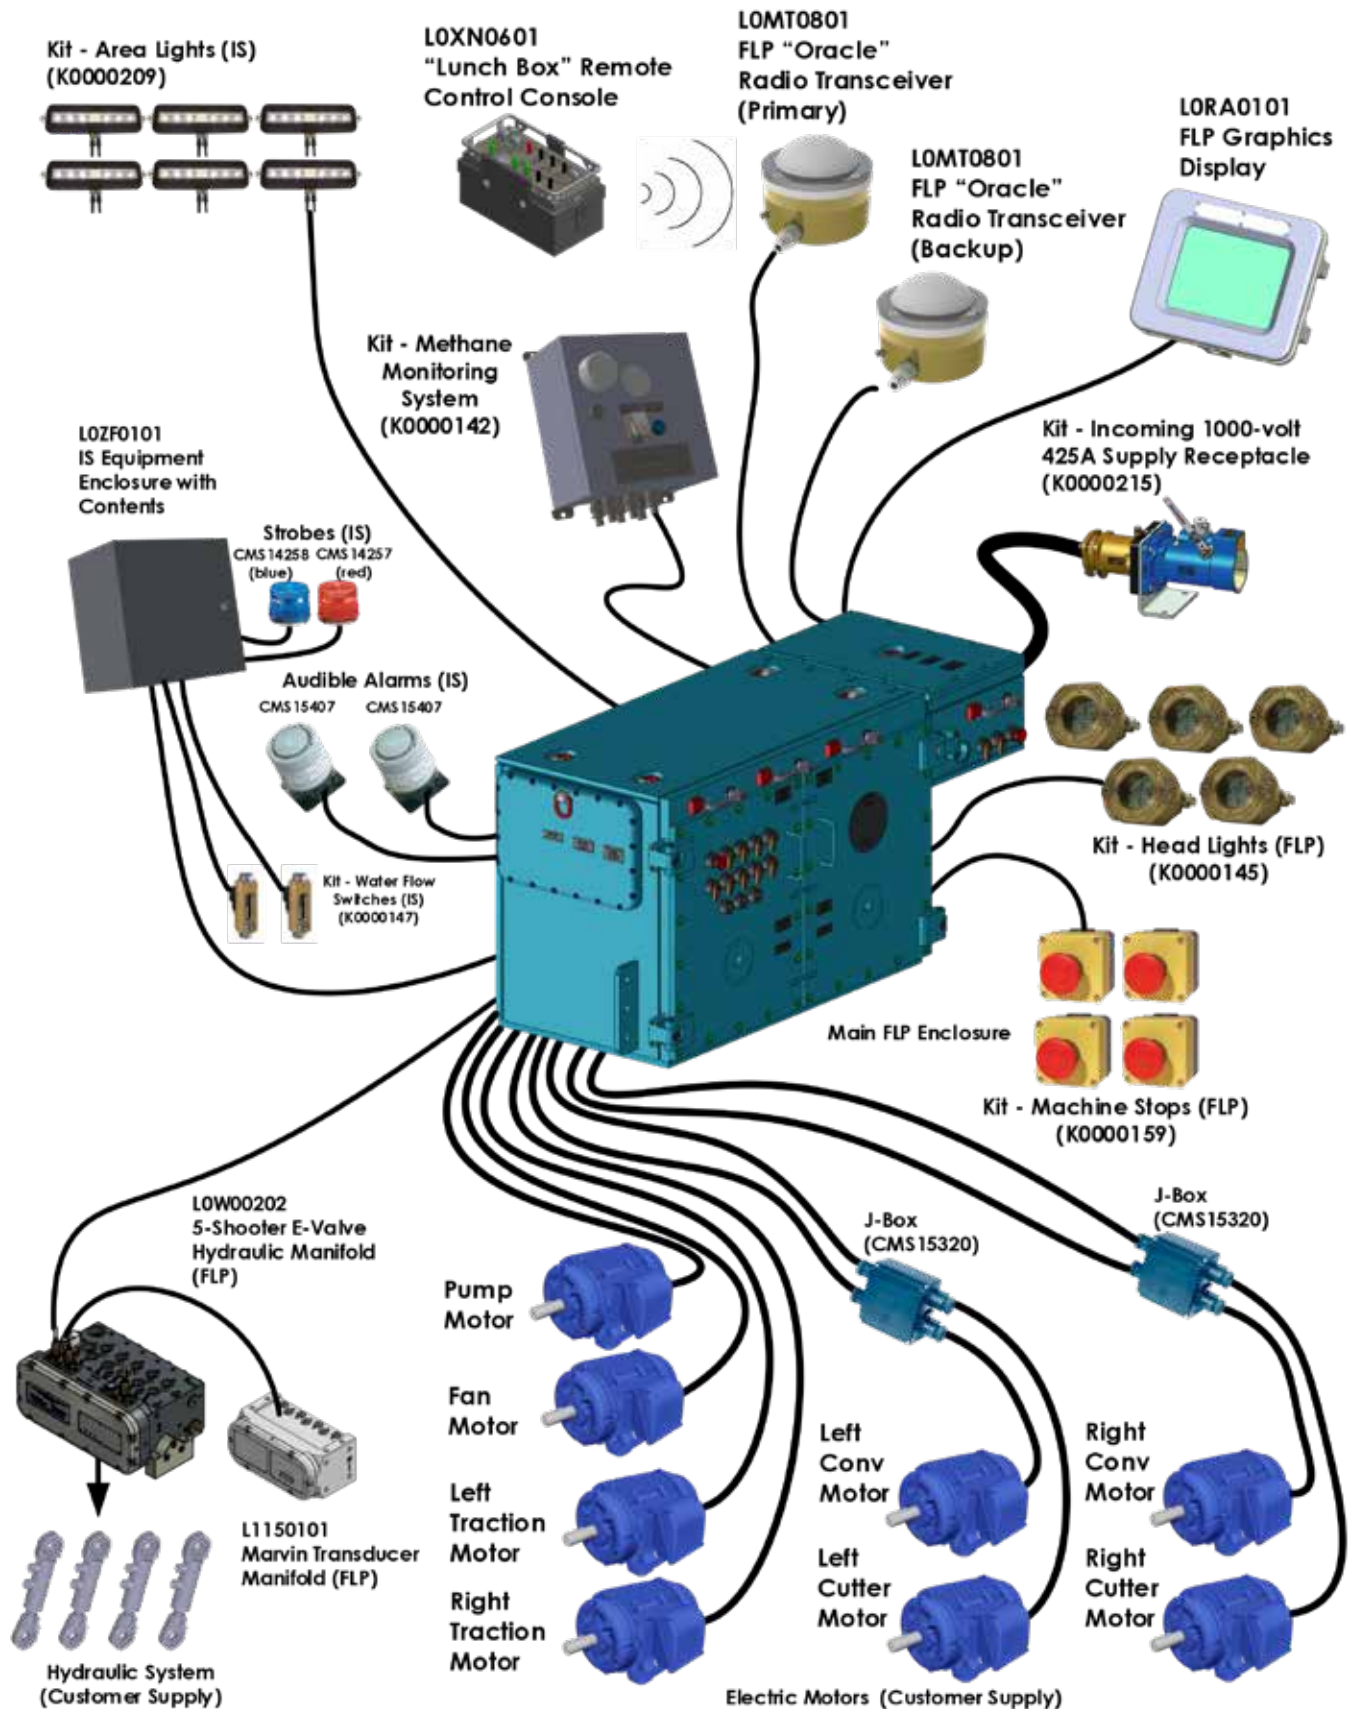 Kit - Area Lights (IS)
(K0000209)
L0XN0601
“Lunch Box” Remote
Control Console
L0MT0801
FLP “Oracle”
Radio Transceiver
(Primary)
L0MT0801
FLP “Oracle”
Radio Transceiver
(Backup)
L0RA0101
FLP Graphics
Display
Kit - Methane
Monitoring
System
(K0000142)
Kit - Incoming 1000-volt
425A Supply Receptacle
(K0000215)
L0ZF0101
IS Equipment
Enclosure with
Contents
Strobes (IS)
CMS14258
(blue)
CMS14257
(red)
Audible Alarms (IS)
CMS15407
CMS15407
Kit - Water Flow
Switches (IS)
(K0000147)
Kit - Head Lights (FLP)
(K0000145)
Main FLP Enclosure
Kit - Machine Stops (FLP)
(K0000159)
L0W00202
5-Shooter E-Valve
Hydraulic Manifold
(FLP)
J-Box
(CMS15320)
J-Box
(CMS15320)
Pump
Motor
Fan
Motor
Left
Traction
Motor
Right
Traction
Motor
Left
Conv
Motor
Left
Cutter
Motor
Right
Conv
Motor
Right
Cutter
Motor
L1150101
Marvin Transducer
Manifold (FLP)
Hydraulic System
(Customer Supply)
Electric Motors (Customer Supply)